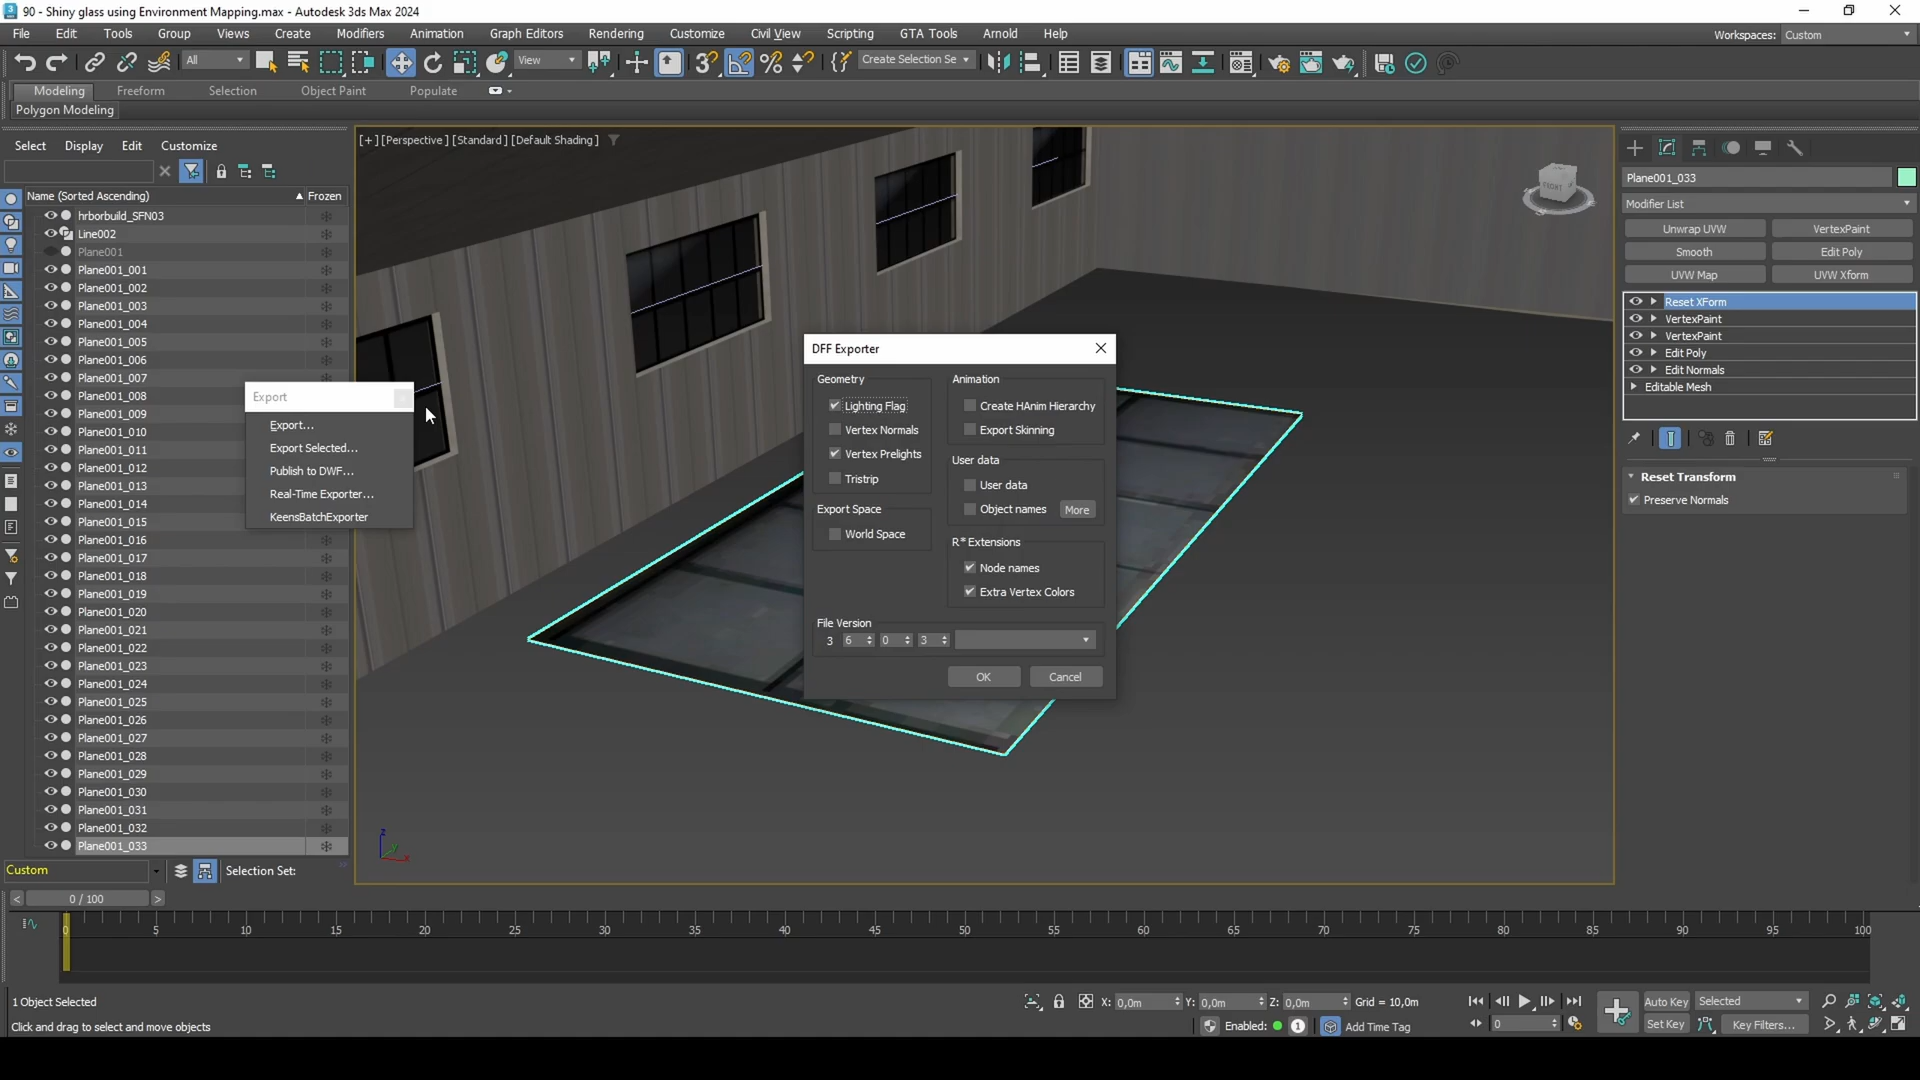 90 - Shiny glass using Environment Mapping.max - Autodesk 3ds Max 2024
File Edit Tools Group Views Create Modifiers Animation Graph Editors Rendering Customize Civil View Scripting GTA Tools Arnold Help
Workspaces: Custom
All View Create Selection Se
Modeling Freeform Selection Object Paint Populate
Polygon Modeling
Select Display Edit Customize
Name (Sorted Ascending) Frozen
hrborbuild_SFN03
Line002
Plane001
Plane001_001
Plane001_002
Plane001_003
Plane001_004
Plane001_005
Plane001_006
Plane001_007
Plane001_008
Plane001_009
Plane001_010
Plane001_011
Plane001_012
Plane001_013
Plane001_014
Plane001_015
Plane001_016
Plane001_017
Plane001_018
Plane001_019
Plane001_020
Plane001_021
Plane001_022
Plane001_023
Plane001_024
Plane001_025
Plane001_026
Plane001_027
Plane001_028
Plane001_029
Plane001_030
Plane001_031
Plane001_032
Plane001_033
Custom Selection Set:
[+] [Perspective] [Standard] [Default Shading]
FRONT
Export
Export...
Export Selected...
Publish to DWF...
Real-Time Exporter...
KeensBatchExporter
DFF Exporter
Geometry
Lighting Flag
Vertex Normals
Vertex Prelights
Tristrip
Export Space
World Space
Animation
Create HAnim Hierarchy
Export Skinning
User data
User data
Object names More
R* Extensions
Node names
Extra Vertex Colors
File Version
3 6 0 3
OK Cancel
z
y
x
Plane001_033
Modifier List
Unwrap UVW VertexPaint
Smooth Edit Poly
UVW Map UVW Xform
Reset XForm
VertexPaint
VertexPaint
Edit Poly
Edit Normals
Editable Mesh
Reset Transform
Preserve Normals
< 0 / 100 >
0 5 10 15 20 25 30 35 40 45 50 55 60 65 70 75 80 85 90 95 100
1 Object Selected
Click and drag to select and move objects
X: 0,0m Y: 0,0m Z: 0,0m Grid = 10,0m
Enabled: 1 Add Time Tag
0
Auto Key Selected
Set Key Key Filters...